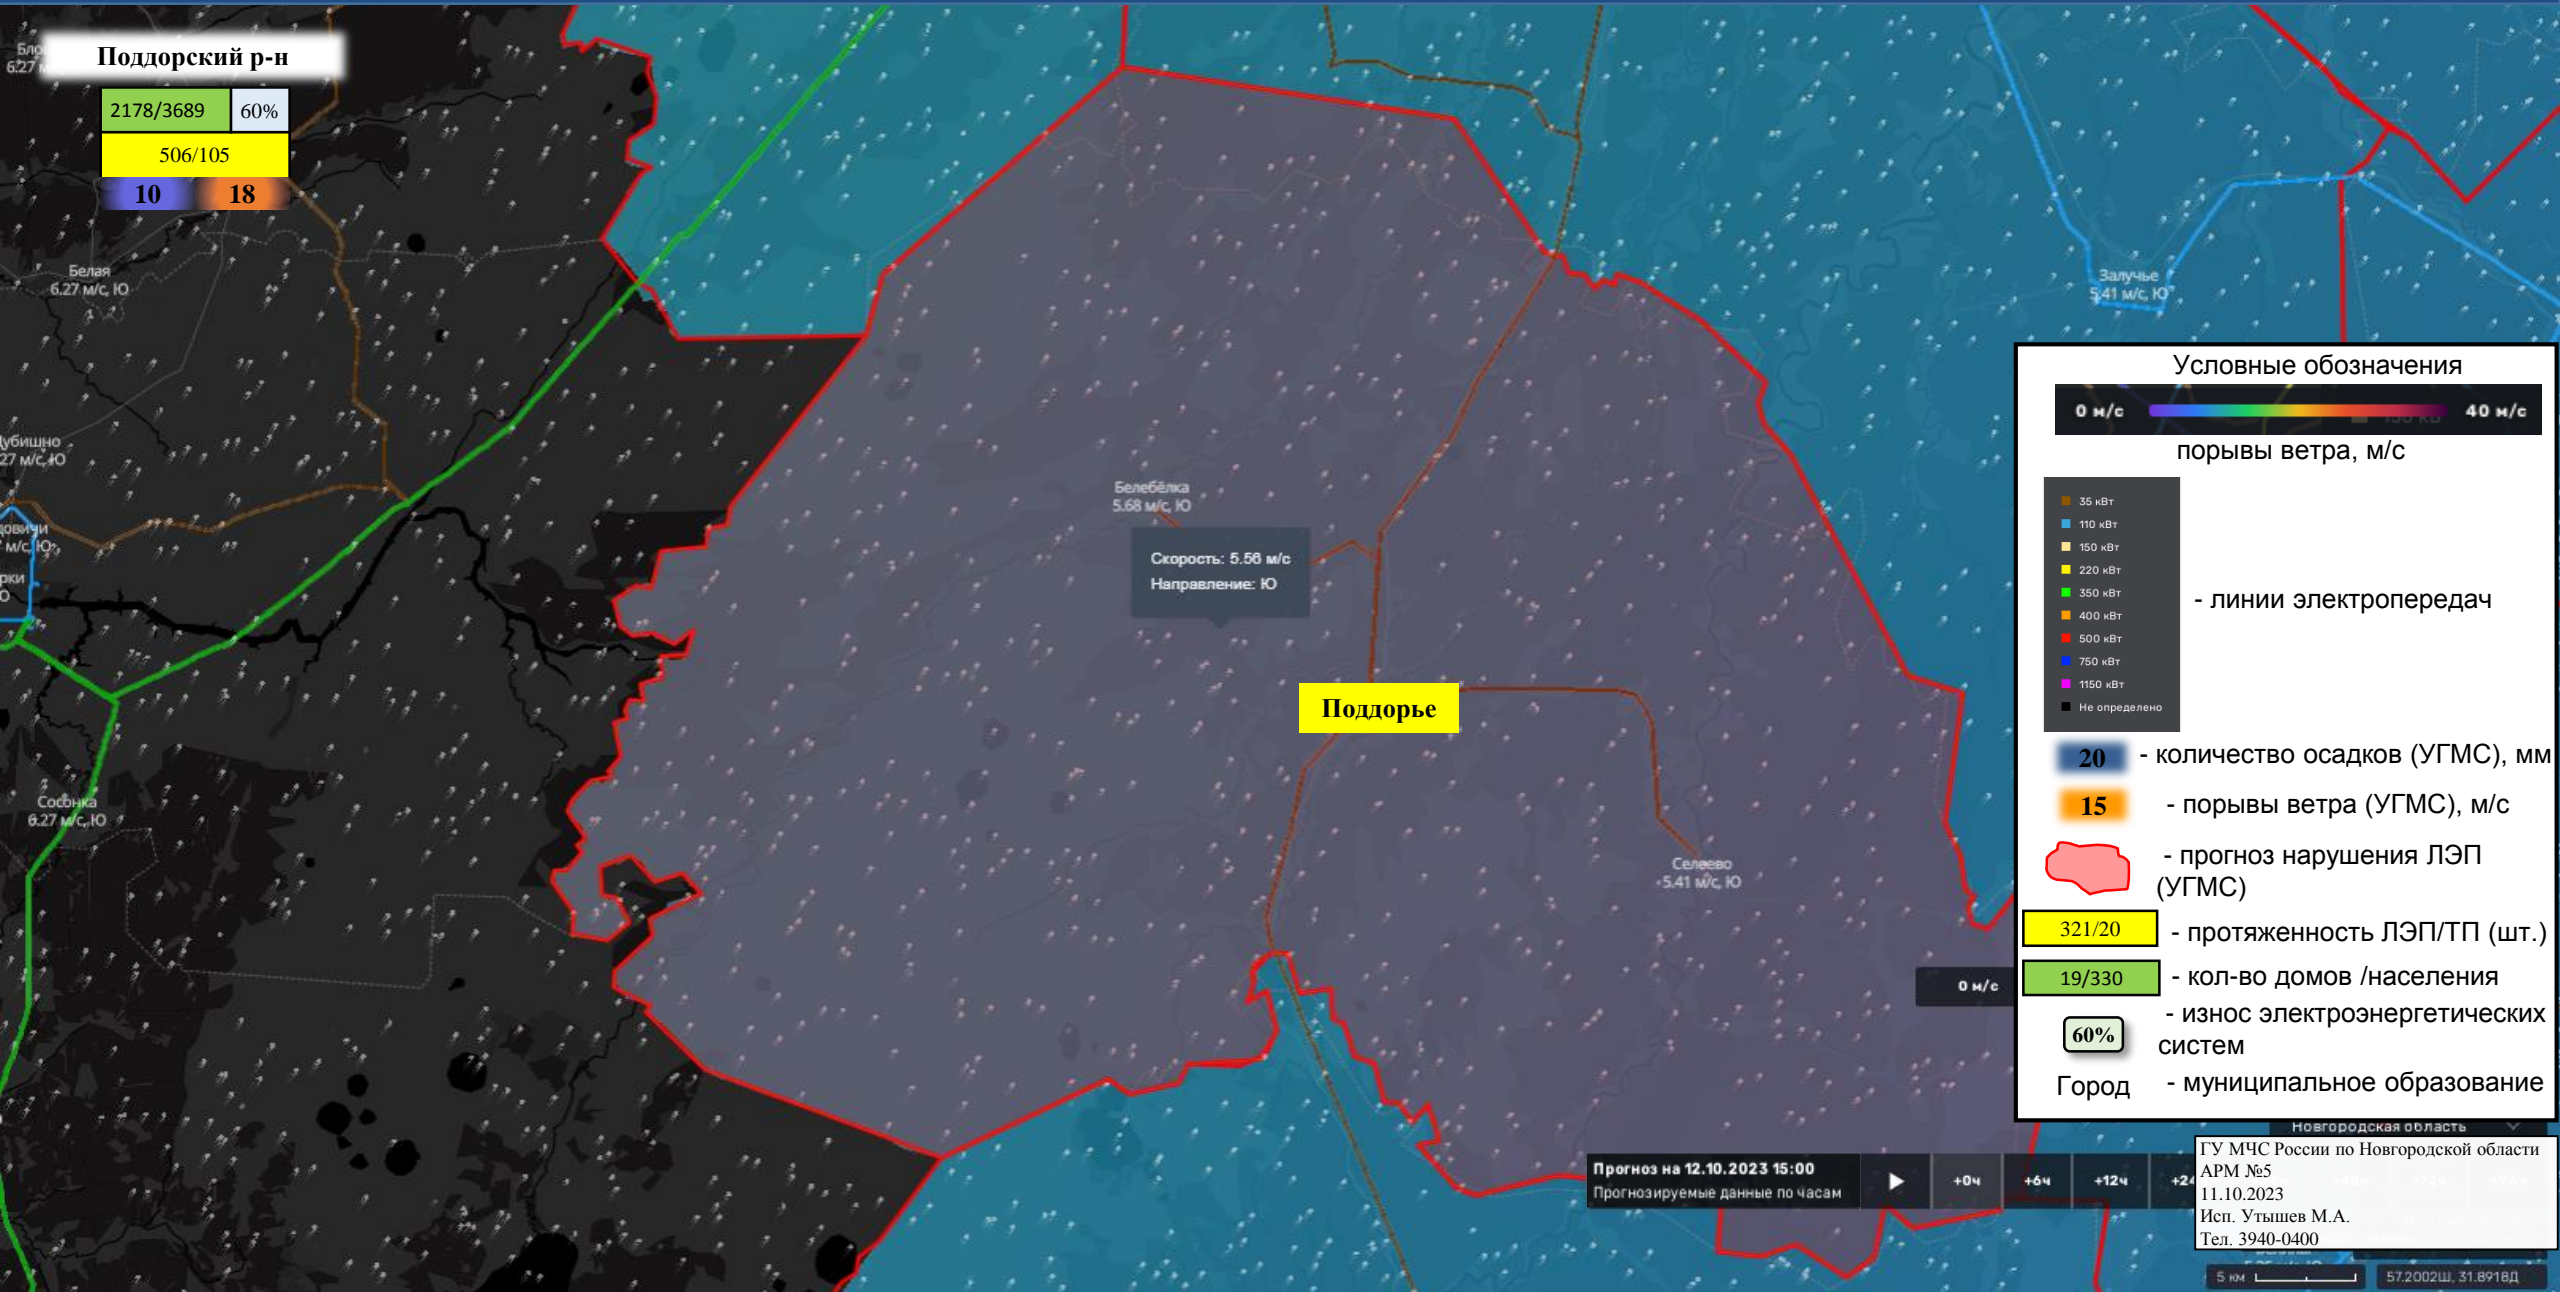 Поддорский р-н
2178/3689 60%
506/105
10 18
6.27
Белая
6.27 м/с, Ю
Залучье
5.41 м/с, Ю
Белебёлка
5.68 м/с, Ю
Скорость: 5.56 м/с
Направление: Ю
Поддорье
Сосонка
6.27 м/с, Ю
Селеево
5.41 м/с, Ю
0 м/с
Условные обозначения
0 м/с 40 м/с
порывы ветра, м/с
35 кВт
110 кВт
150 кВт
220 кВт
350 кВт
400 кВт
500 кВт
750 кВт
1150 кВт
Не определено
- линии электропередач
20 - количество осадков (УГМС), мм
15 - порывы ветра (УГМС), м/с
- прогноз нарушения ЛЭП
(УГМС)
321/20 - протяженность ЛЭП/ТП (шт.)
19/330 - кол-во домов /населения
60% - износ электроэнергетических
систем
Город - муниципальное образование
Новгородская область
Прогноз на 12.10.2023 15:00
Прогнозируемые данные по часам
+0ч +6ч +12ч
ГУ МЧС России по Новгородской области
АРМ №5
11.10.2023
Исп. Утышев М.А.
Тел. 3940-0400
5 км
57.2002Ш, 31.8918Д